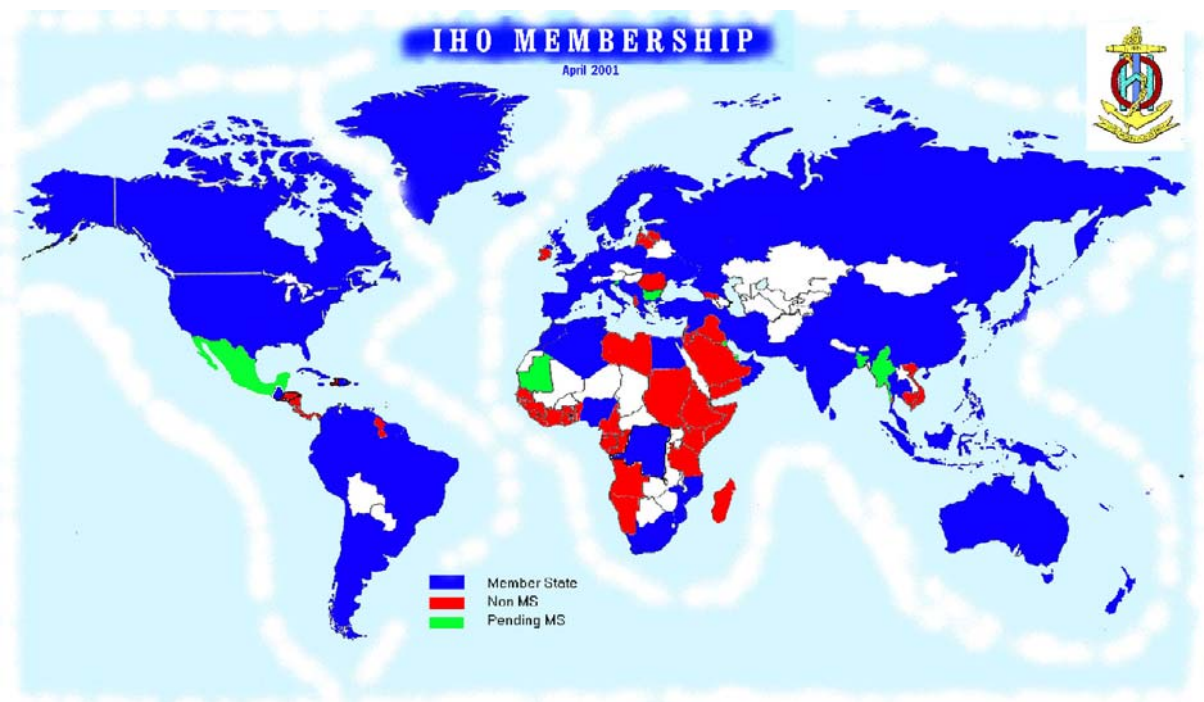 IHO MEMBERSHIP
April 2001
Member State
Non MS
Pending MS